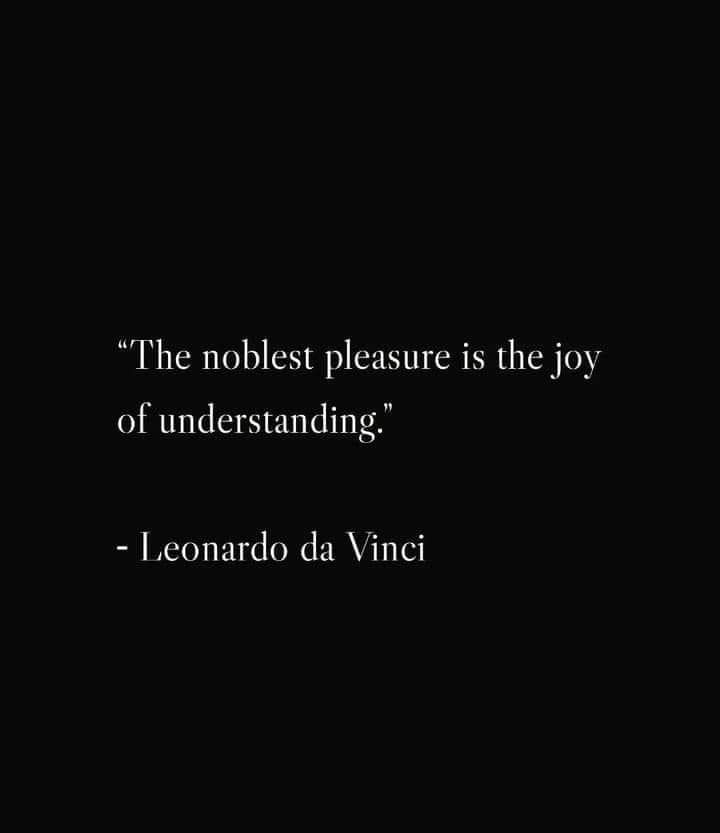 “The noblest pleasure is the joy
of understanding.”
- Leonardo da Vinci